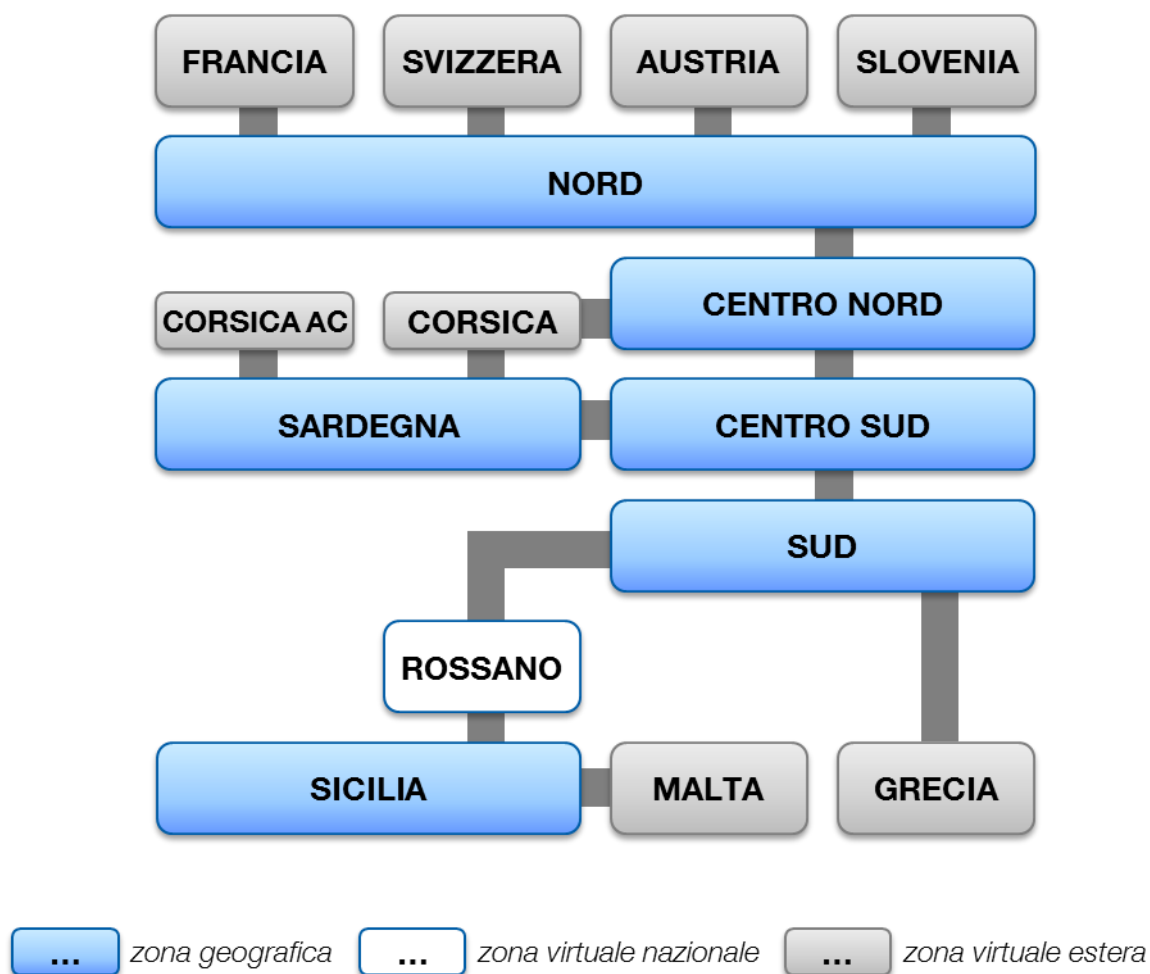 FRANCIA
SVIZZERA
AUSTRIA
SLOVENIA
NORD
CENTRO NORD
CORSICA AC
CORSICA
SARDEGNA
CENTRO SUD
SUD
ROSSANO
SICILIA
MALTA
GRECIA
... zona geografica
... zona virtuale nazionale
... zona virtuale estera